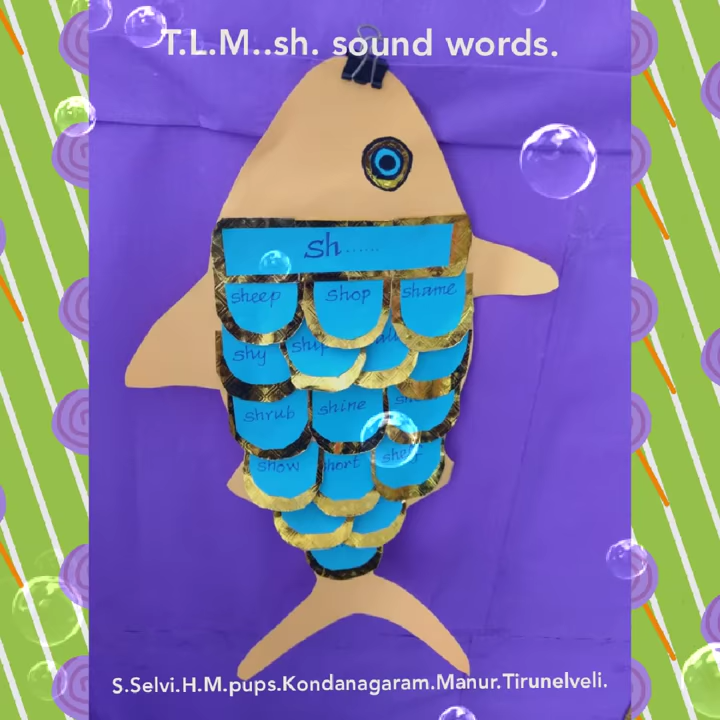 T.L.M..sh. sound words.
sh......
sheep shop shame
shy
shrub shine
show short
S.Selvi.H.M.pups.Kondanagaram.Manur.Tirunelveli.